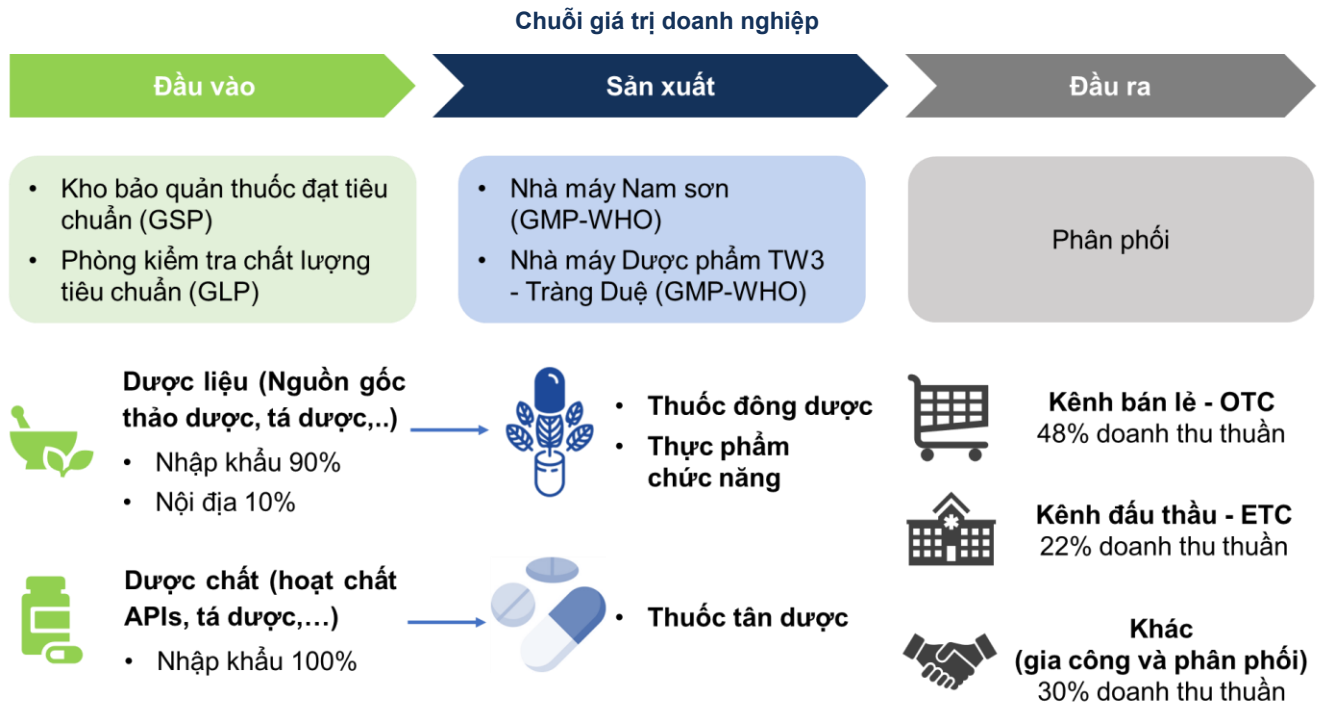 Chuỗi giá trị doanh nghiệp
Đầu vào
Sản xuất
Đầu ra
• Kho bảo quản thuốc đạt tiêu
chuẩn (GSP)
• Phòng kiểm tra chất lượng
tiêu chuẩn (GLP)
• Nhà máy Nam sơn
(GMP-WHO)
• Nhà máy Dược phẩm TW3
- Tràng Duệ (GMP-WHO)
Phân phối
Dược liệu (Nguồn gốc
thảo dược, tá dược,..)
• Nhập khẩu 90%
• Nội địa 10%
• Thuốc đông dược
• Thực phẩm
chức năng
Kênh bán lẻ - OTC
48% doanh thu thuần
Kênh đấu thầu - ETC
22% doanh thu thuần
Dược chất (hoạt chất
APIs, tá dược,...)
• Nhập khẩu 100%
• Thuốc tân dược
Khác
(gia công và phân phối)
30% doanh thu thuần